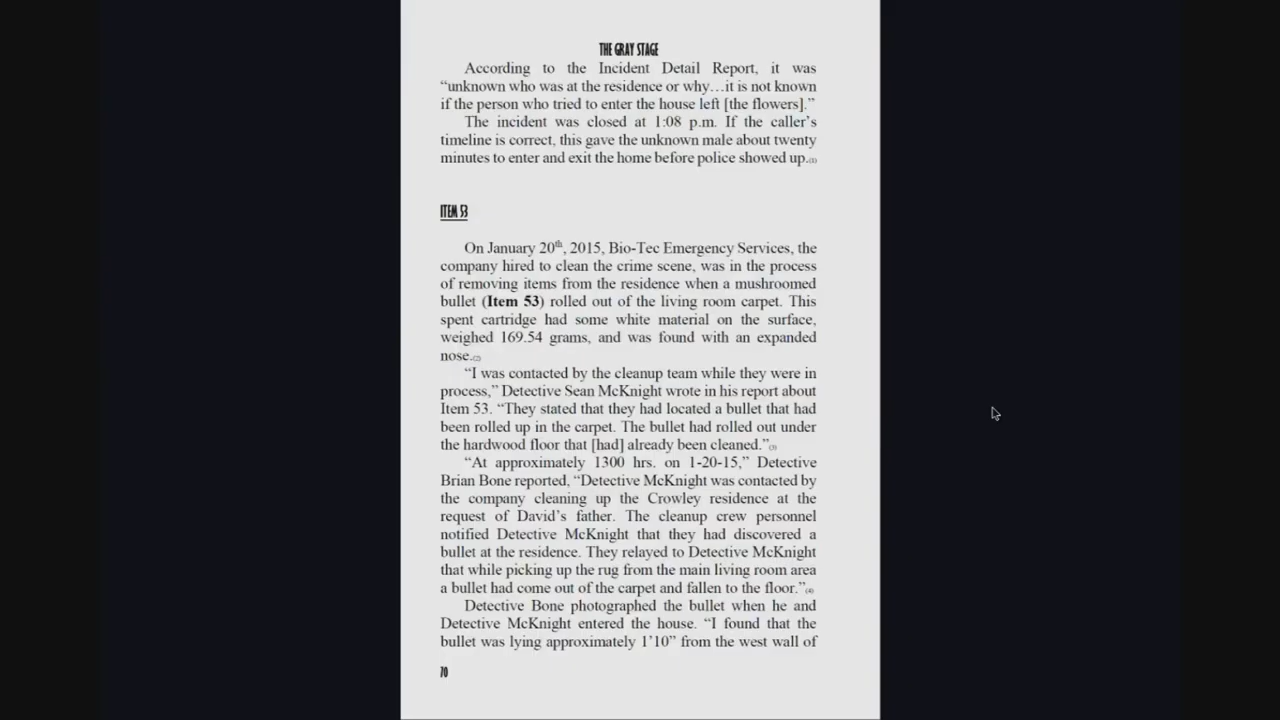 THE GRAY STAGE
According to the Incident Detail Report, it was
“unknown who was at the residence or why…it is not known
if the person who tried to enter the house left [the flowers].”
The incident was closed at 1:08 p.m. If the caller’s
timeline is correct, this gave the unknown male about twenty
minutes to enter and exit the home before police showed up.(1)
ITEM 53
On January 20th, 2015, Bio-Tec Emergency Services, the
company hired to clean the crime scene, was in the process
of removing items from the residence when a mushroomed
bullet (Item 53) rolled out of the living room carpet. This
spent cartridge had some white material on the surface,
weighed 169.54 grams, and was found with an expanded
nose.(2)
“I was contacted by the cleanup team while they were in
process,” Detective Sean McKnight wrote in his report about
Item 53. “They stated that they had located a bullet that had
been rolled up in the carpet. The bullet had rolled out under
the hardwood floor that [had] already been cleaned.”(3)
“At approximately 1300 hrs. on 1-20-15,” Detective
Brian Bone reported, “Detective McKnight was contacted by
the company cleaning up the Crowley residence at the
request of David’s father. The cleanup crew personnel
notified Detective McKnight that they had discovered a
bullet at the residence. They relayed to Detective McKnight
that while picking up the rug from the main living room area
a bullet had come out of the carpet and fallen to the floor.”(4)
Detective Bone photographed the bullet when he and
Detective McKnight entered the house. “I found that the
bullet was lying approximately 1’10” from the west wall of
70